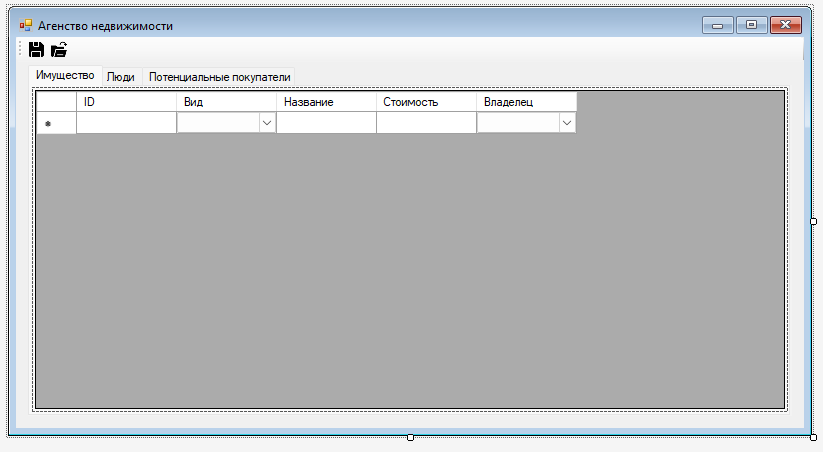 Агенство недвижимости
Имущество Люди Потенциальные покупатели
ID Вид Название Стоимость Владелец